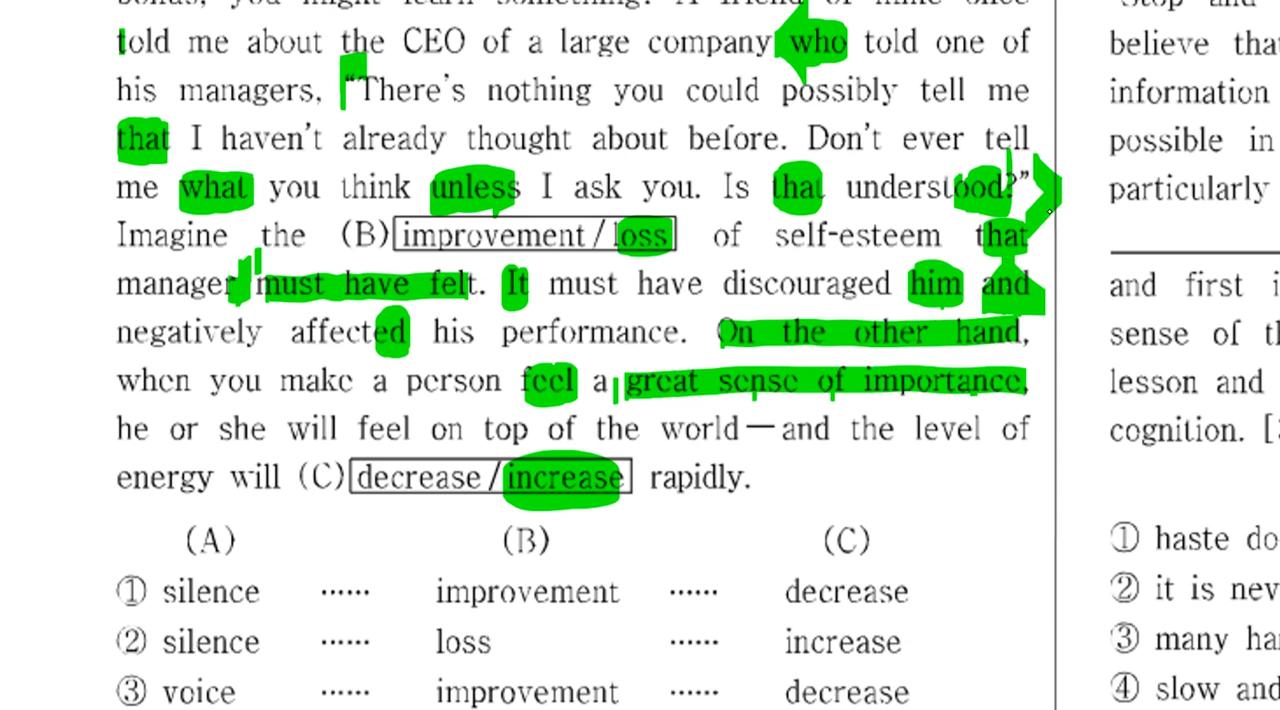 told me about the CEO of a large company who told one of
his managers, “There’s nothing you could possibly tell me
that I haven’t already thought about before. Don’t ever tell
me what you think unless I ask you. Is that understood?”
Imagine the (B) improvement / loss of self-esteem that
manager must have felt. It must have discouraged him and
negatively affected his performance. On the other hand,
when you make a person feel a great sense of importance,
he or she will feel on top of the world — and the level of
energy will (C) decrease / increase rapidly.
(A) (B) (C)
① silence …… improvement …… decrease
② silence …… loss …… increase
③ voice …… improvement …… decrease
believe
information
possible in
particularly
and first
sense of
lesson and
cognition. [
① haste
② it is
③ many
④ slow and